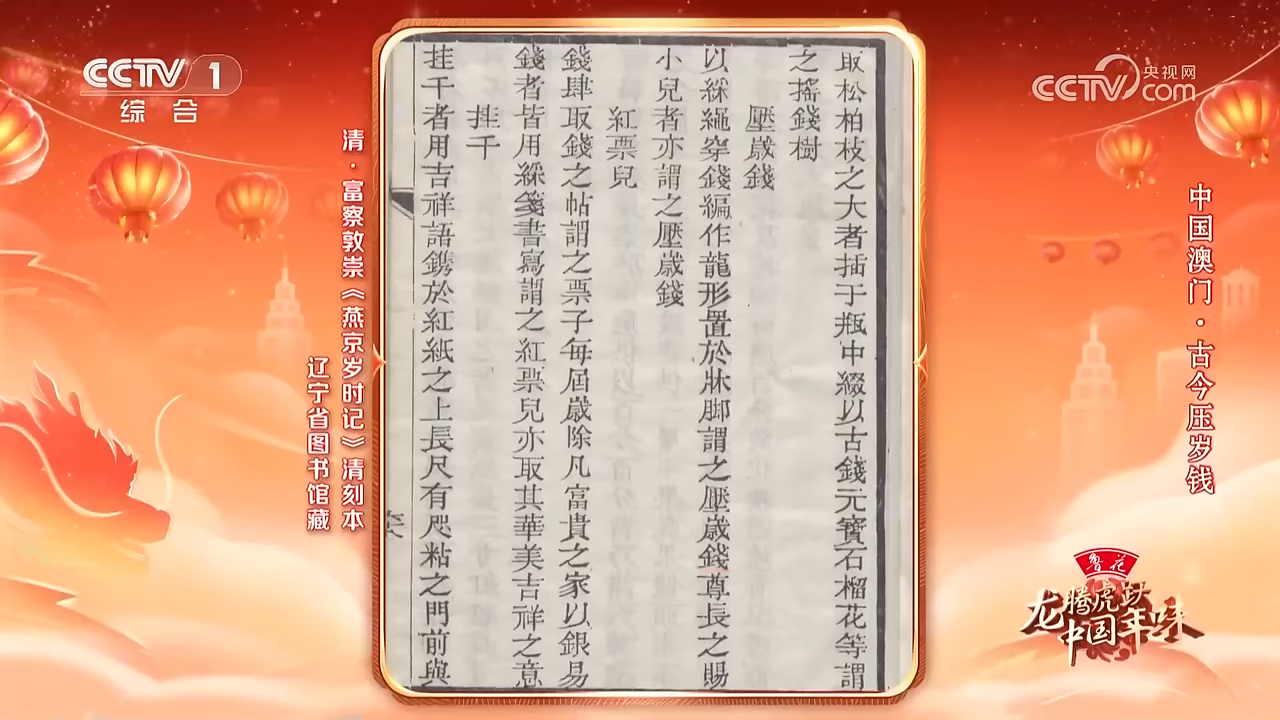 CCTV 1
综合
央视网
CCTV.com
取松柏枝之大者插于瓶中綴以古錢元寶石榴花等謂
之搖錢樹
壓歲錢
以綵繩穿錢編作龍形置於牀脚謂之壓歲錢尊長之賜
小兒者亦謂之壓歲錢
紅票兒
錢肆取錢之帖謂之票子每屆歲除凡富貴之家以銀易
錢者皆用綵箋書寫謂之紅票兒亦取其華美吉祥之意
挂千
挂千者用吉祥語鐫於紅紙之上長尺有咫粘之門前與
清·富察敦崇《燕京岁时记》清刻本
辽宁省图书馆藏
中国澳门·古今压岁钱
鲁花
龙腾虎跃
中国年味